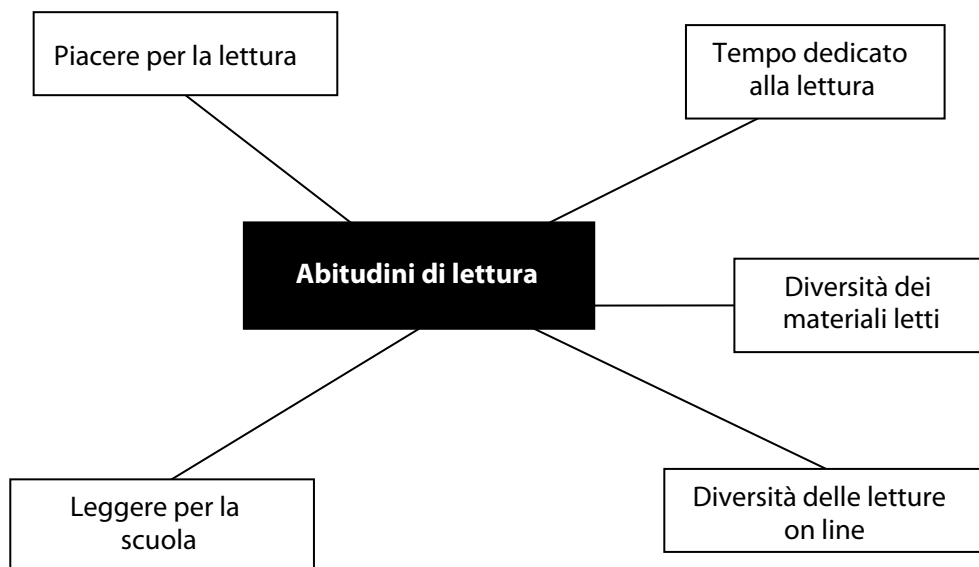 Piacere per la lettura
Tempo dedicato
alla lettura
Abitudini di lettura
Diversità dei
materiali letti
Leggere per la
scuola
Diversità delle letture
on line